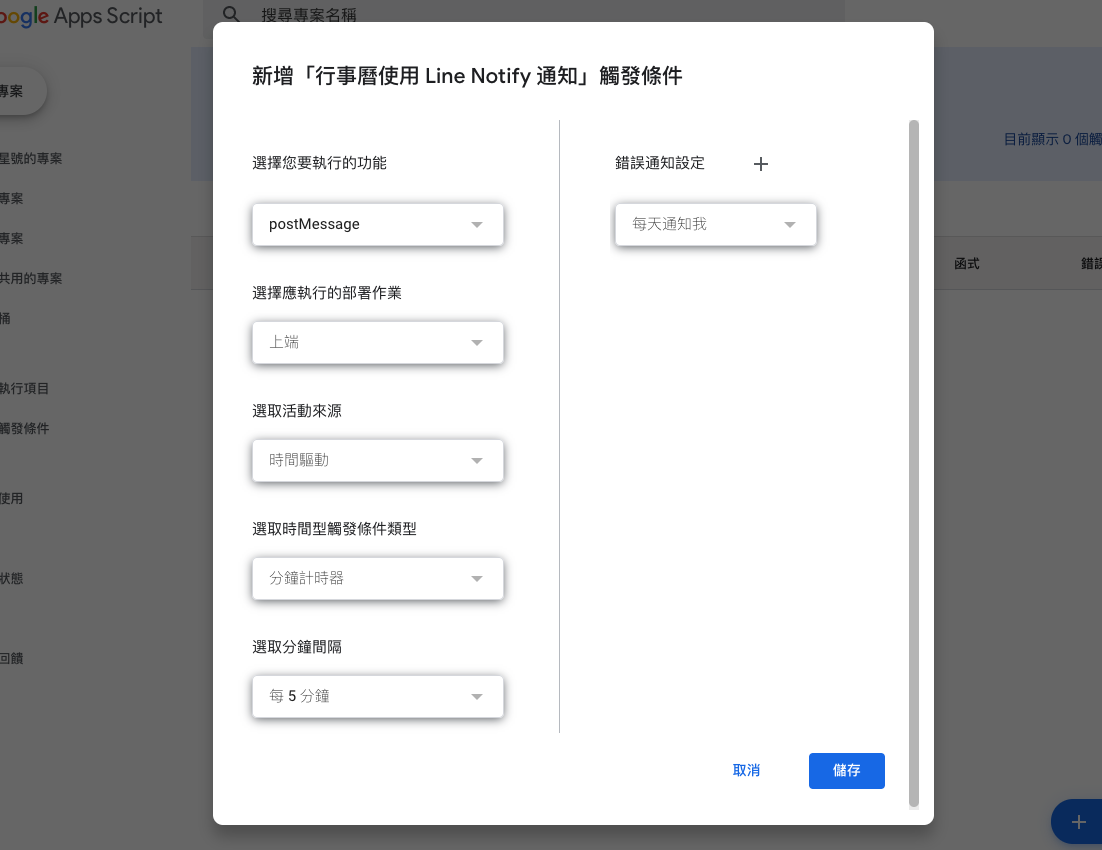 oogle Apps Script
搜尋專案名稱
專案
星號的專案
專案
專案
共用的專案
桶
執行項目
觸發條件
使用
狀態
回饋
目前顯示 0 個觸
函式
錯誤
新增「行事曆使用 Line Notify 通知」觸發條件
選擇您要執行的功能
postMessage
選擇應執行的部署作業
上端
選取活動來源
時間驅動
選取時間型觸發條件類型
分鐘計時器
選取分鐘間隔
每 5 分鐘
錯誤通知設定
每天通知我
取消
儲存